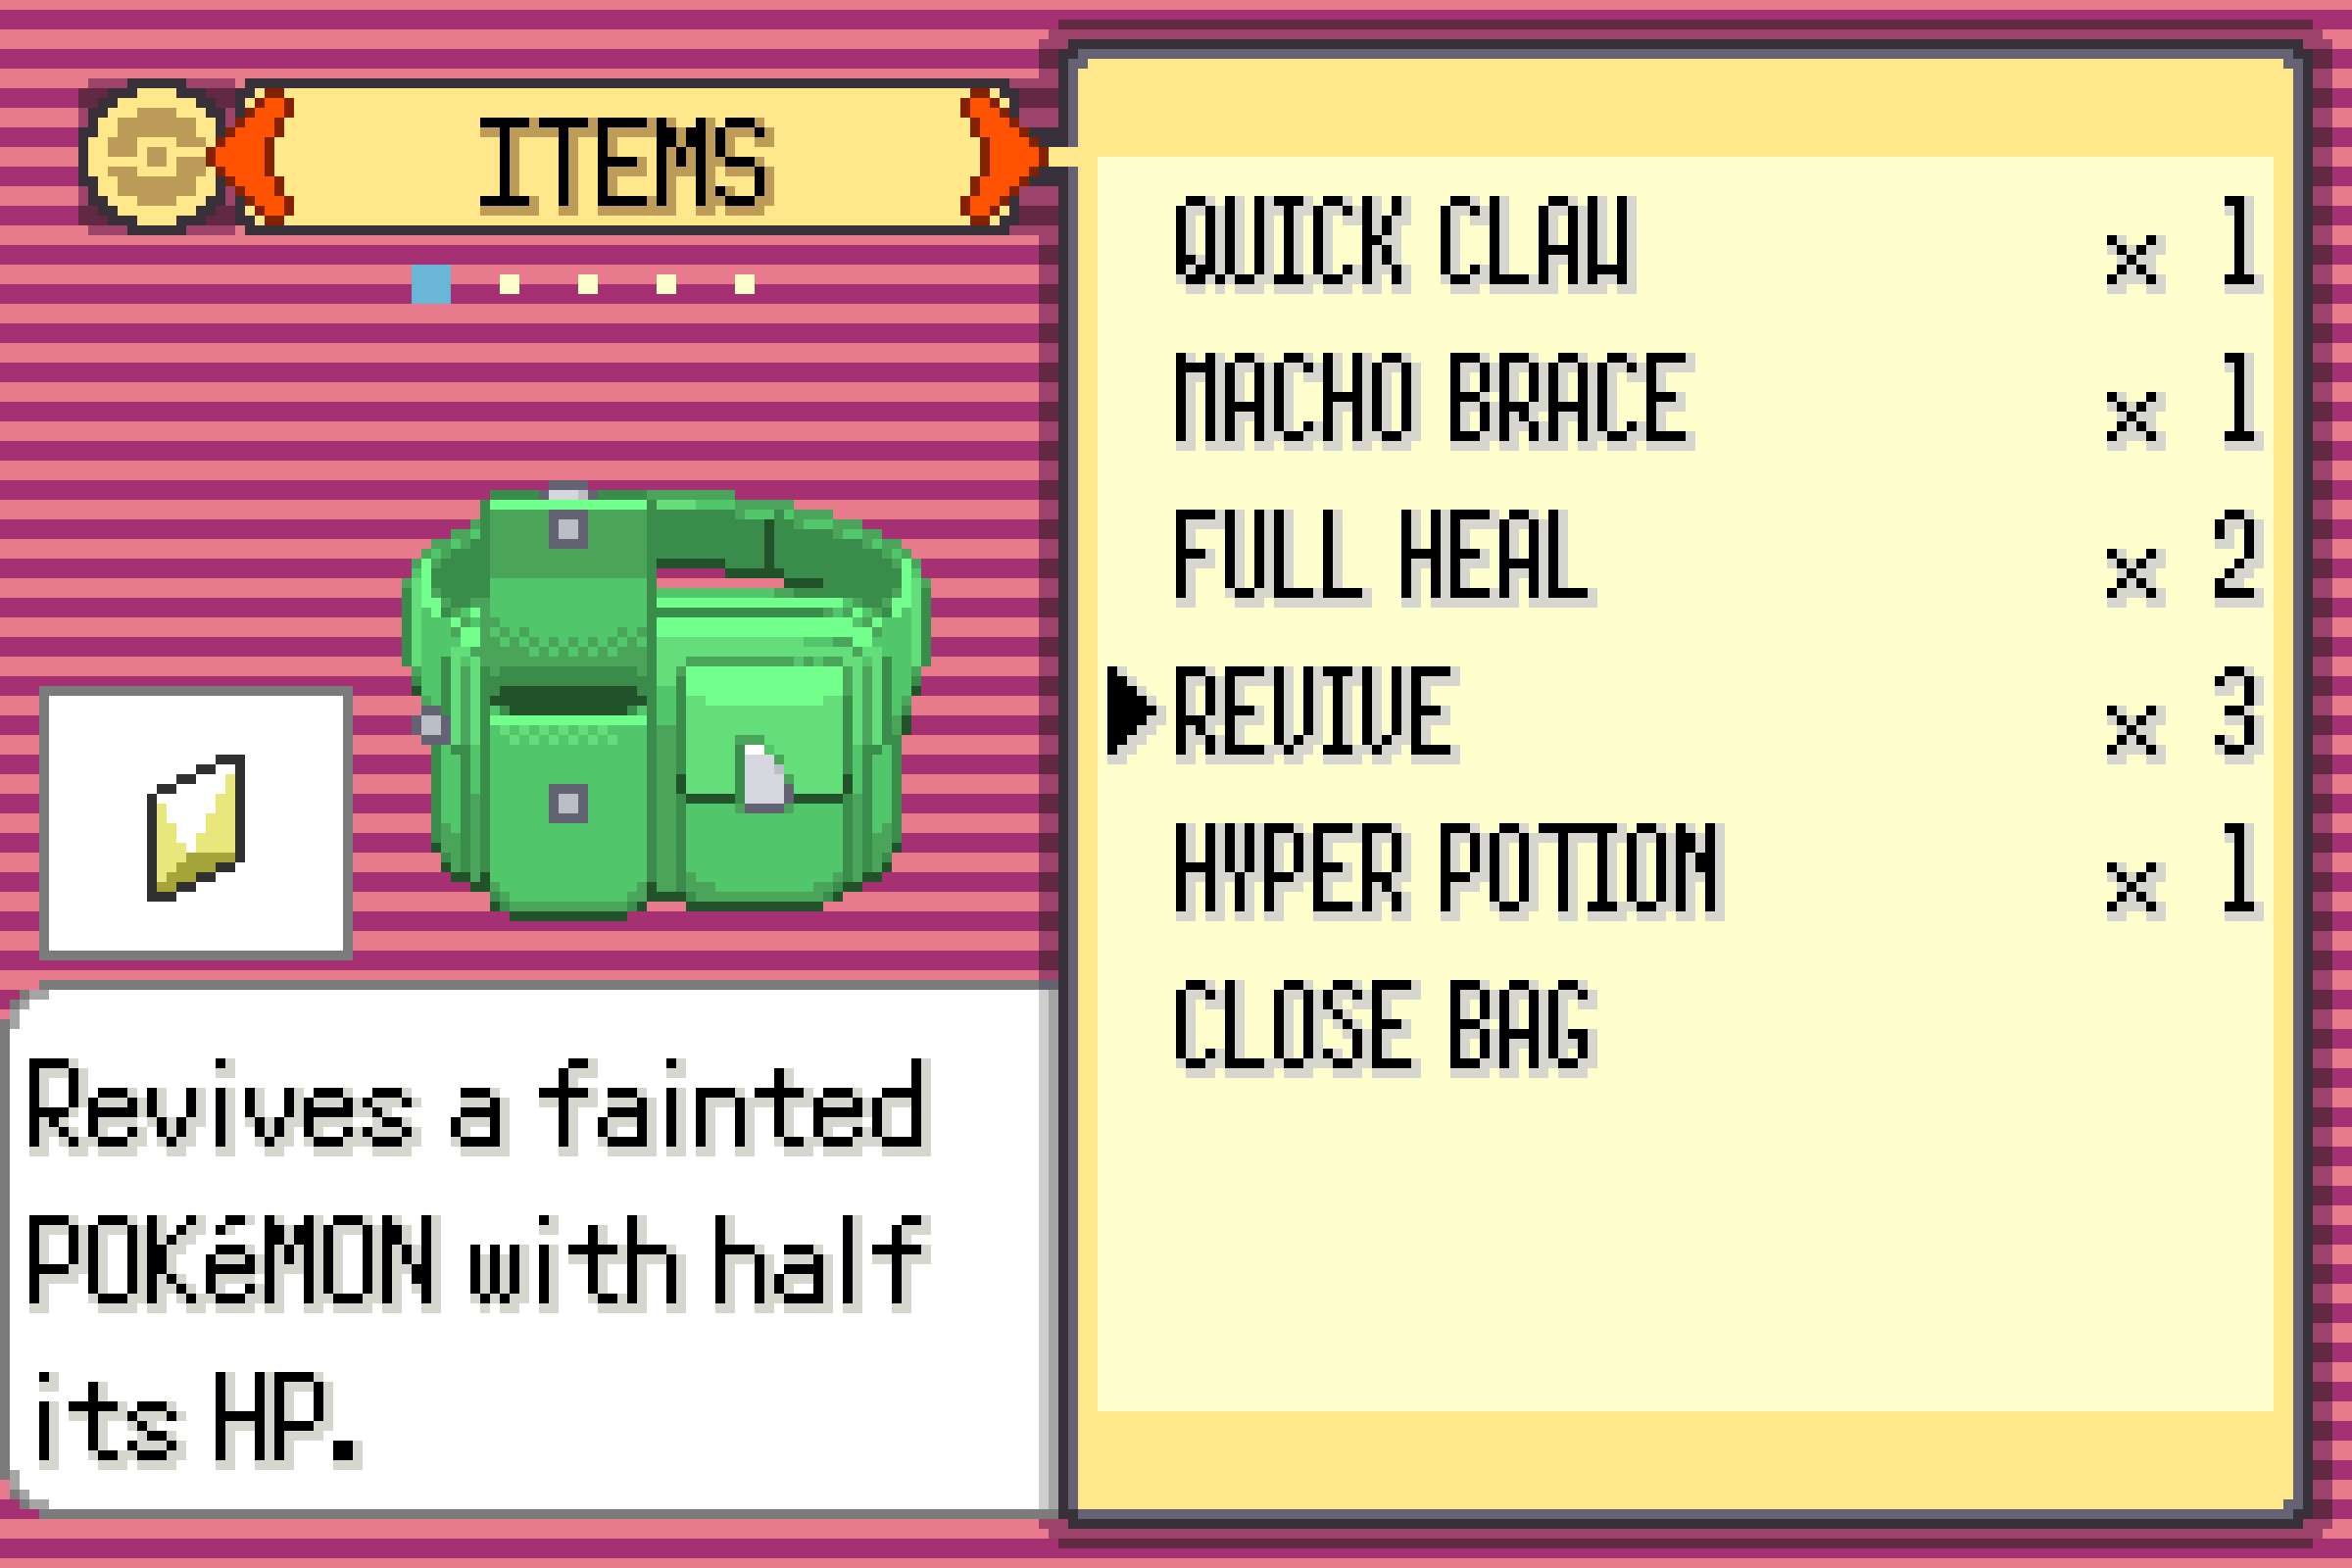 ITEMS
QUICK CLAW × 1
MACHO BRACE × 1
FULL HEAL × 2
REVIVE × 3
HYPER POTION × 1
CLOSE BAG
Revives a fainted
POKéMON with half
its HP.